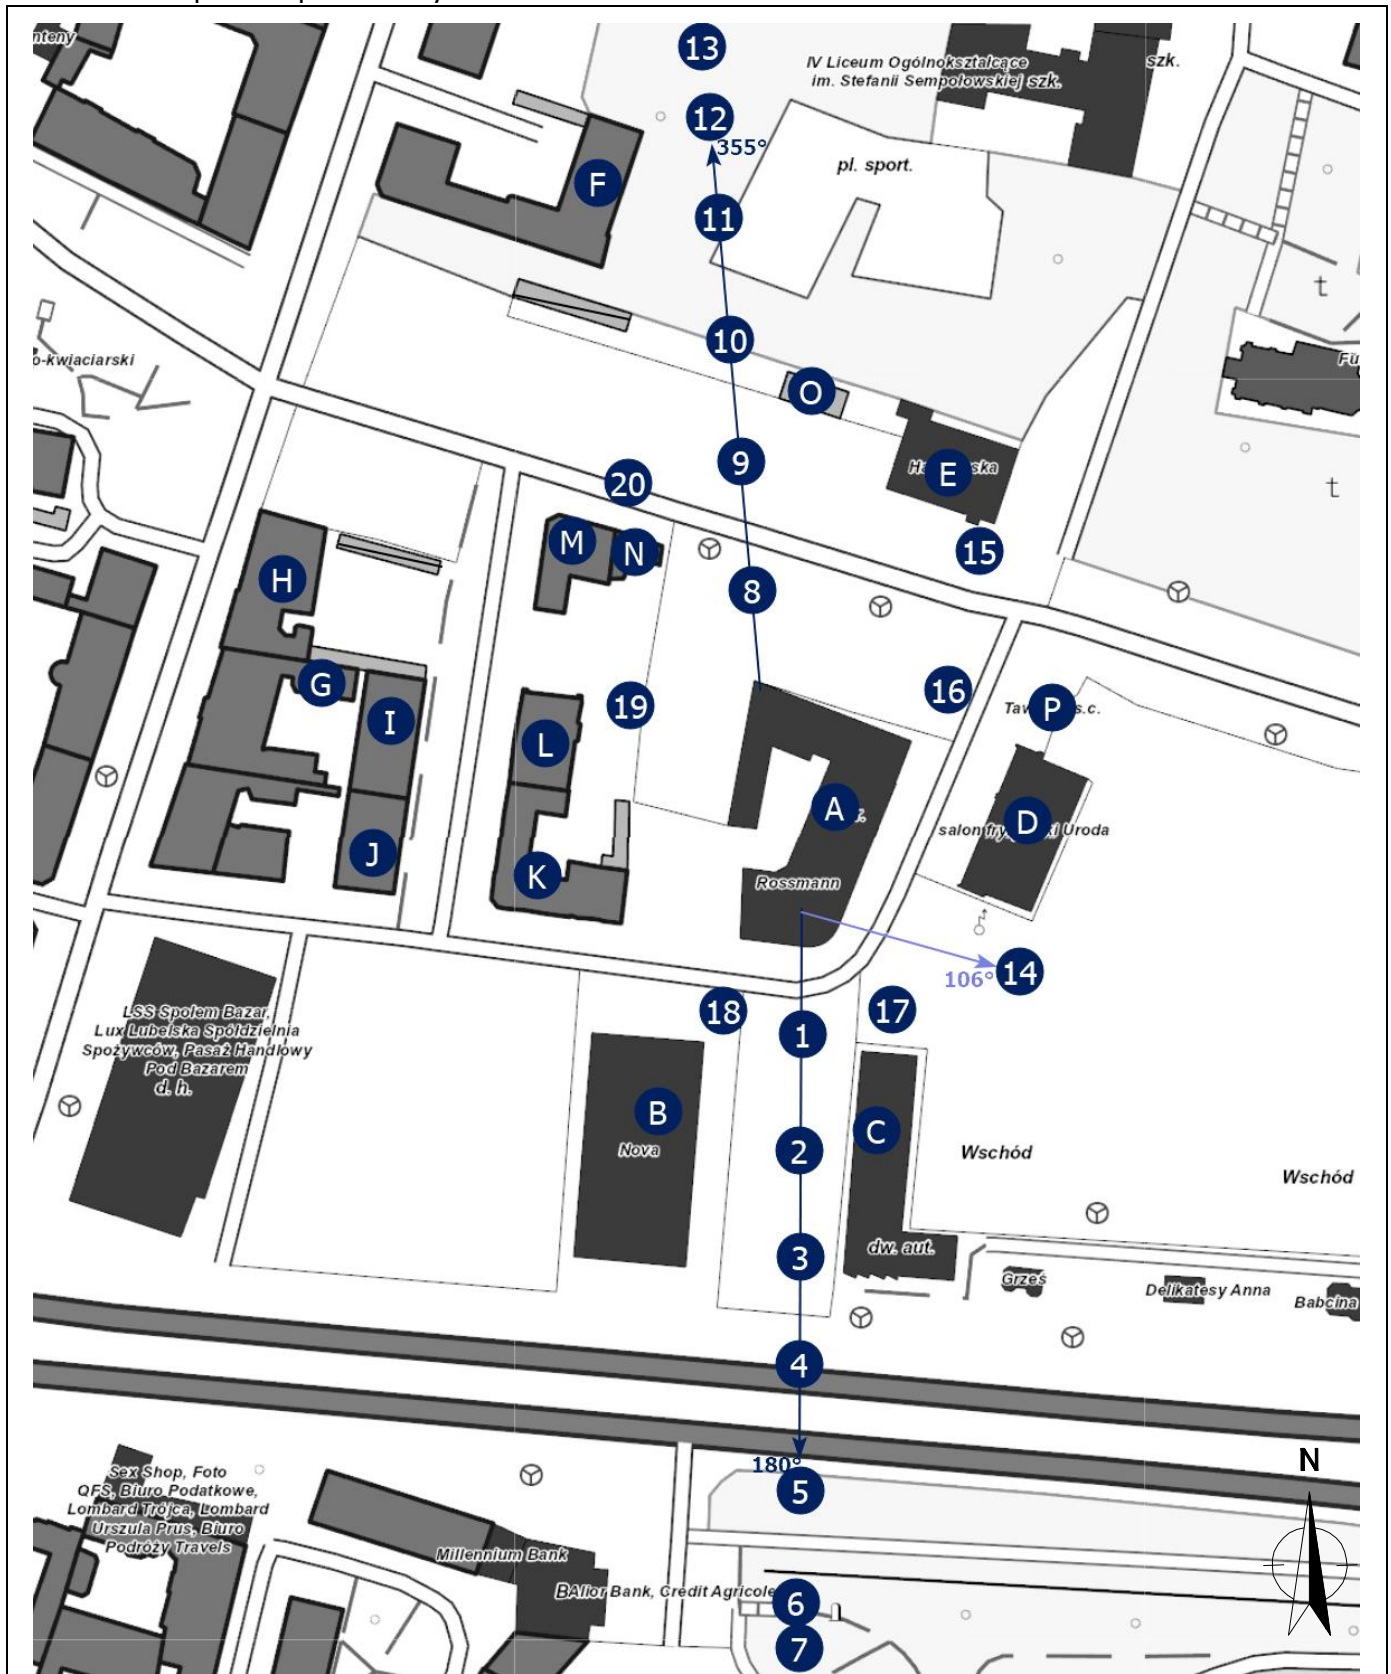 nteny
13
IV Liceum Ogólnokształcące
im. Stefanii Sempołowskiej szk.
szk.
12
355°
pl. sport.
F
11
t
10
o-kwiaciarski
O
Fu
9
E
20
t
M
N
15
H
8
G
16
19
P
I
L
A
D
salon
Uroda
J
K
Rossmann
14
106°
18
17
1
LSS Społem Bazar,
Lux Lubelska Spółdzielnia
Spożywców, Pasaż Handlowy
Pod Bazarem
d. h.
B
C
Nova
2
Wschód
Wschód
3
dw. aut.
Grześ
Delikatesy Anna
Babcina
4
N
180°
5
Sex Shop, Foto
QFS, Biuro Podatkowe,
Lombard Trójca, Lombard
Urszula Prus, Biuro
Podróży Travels
Millennium Bank
Allor Bank, Credit Agricole
6
7